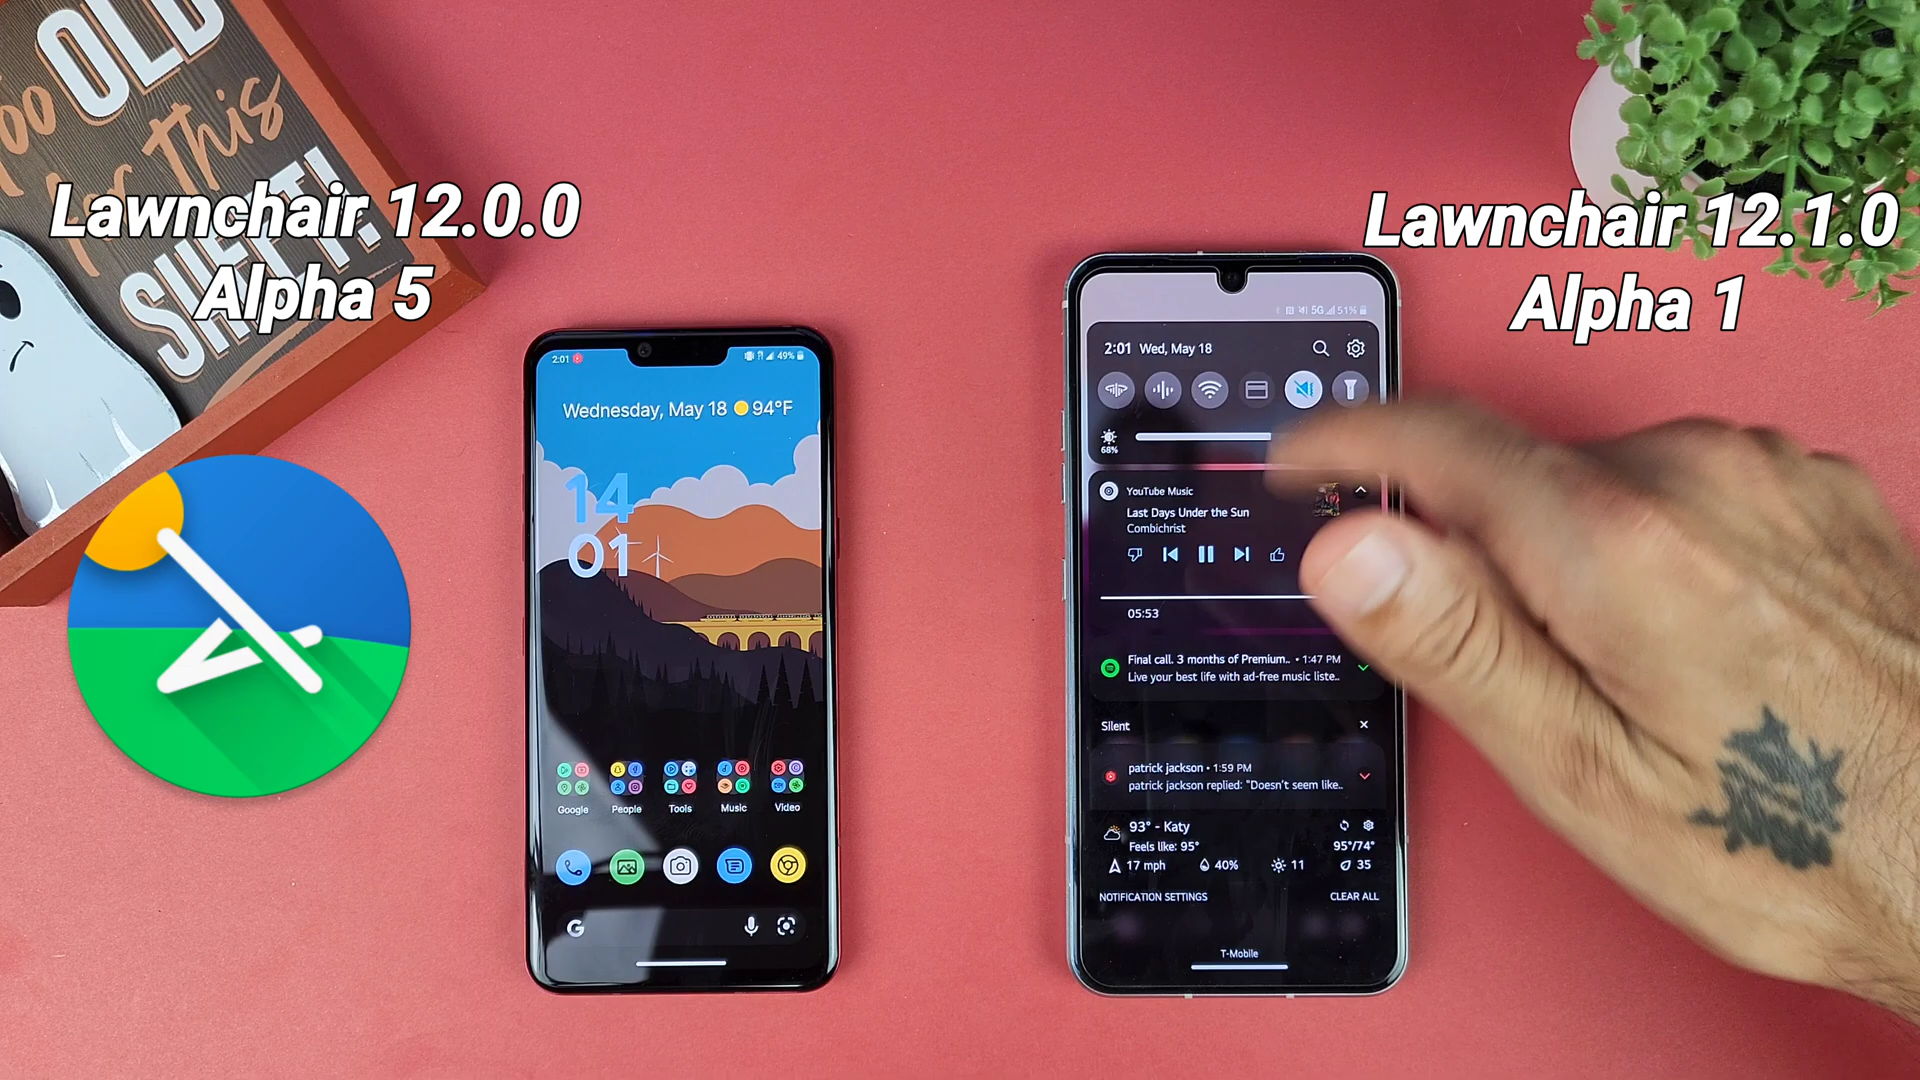 oo OLD
for this
SHEET!
Lawnchair 12.0.0
Alpha 5
Lawnchair 12.1.0
Alpha 1
2:01
49%
Wednesday, May 18 94°F
14
01
Google People Tools Music Video
G
5G 51%
2:01 Wed, May 18
68%
YouTube Music
Last Days Under the Sun
Combichrist
05:53
Final call. 3 months of Premium.. • 1:47 PM
Live your best life with ad-free music liste..
Silent
patrick jackson • 1:59 PM
patrick jackson replied: "Doesn't seem like..
93° - Katy
Feels like: 95° 95°/74°
17 mph 40% 11 35
NOTIFICATION SETTINGS CLEAR ALL
T-Mobile